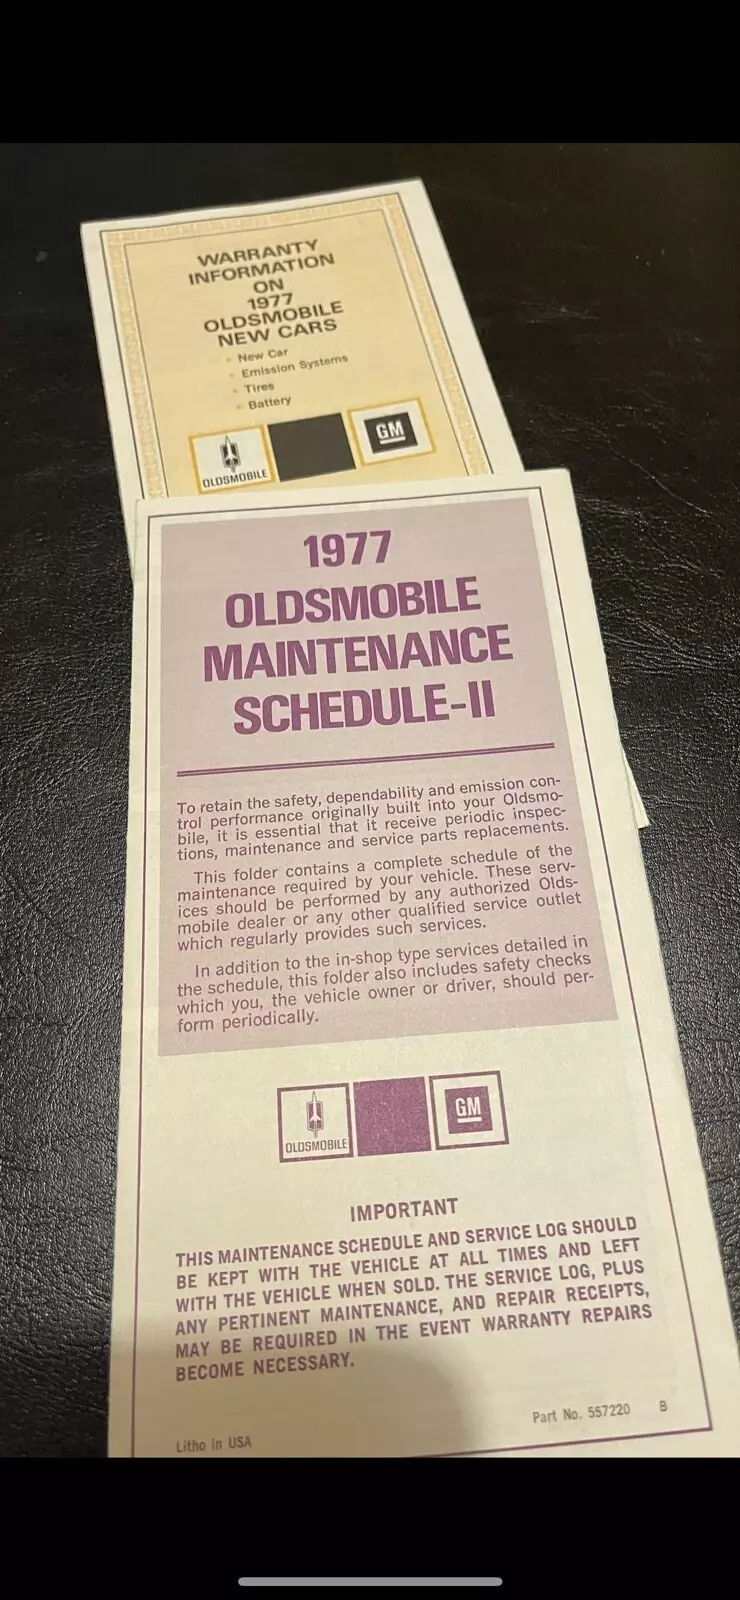 WARRANTY
INFORMATION
ON
1977
OLDSMOBILE
NEW CARS
• New Car
• Emission Systems
• Tires
• Battery
OLDSMOBILE
GM
1977
OLDSMOBILE
MAINTENANCE
SCHEDULE-II
To retain the safety, dependability and emission con-
trol performance originally built into your Oldsmo-
bile, it is essential that it receive periodic inspec-
tions, maintenance and service parts replacements.
This folder contains a complete schedule of the
maintenance required by your vehicle. These serv-
ices should be performed by any authorized Olds-
mobile dealer or any other qualified service outlet
which regularly provides such services.
In addition to the in-shop type services detailed in
the schedule, this folder also includes safety checks
which you, the vehicle owner or driver, should per-
form periodically.
OLDSMOBILE
GM
IMPORTANT
THIS MAINTENANCE SCHEDULE AND SERVICE LOG SHOULD
BE KEPT WITH THE VEHICLE AT ALL TIMES AND LEFT
WITH THE VEHICLE WHEN SOLD. THE SERVICE LOG, PLUS
ANY PERTINENT MAINTENANCE, AND REPAIR RECEIPTS,
MAY BE REQUIRED IN THE EVENT WARRANTY REPAIRS
BECOME NECESSARY.
Part No. 557220 B
Litho in USA